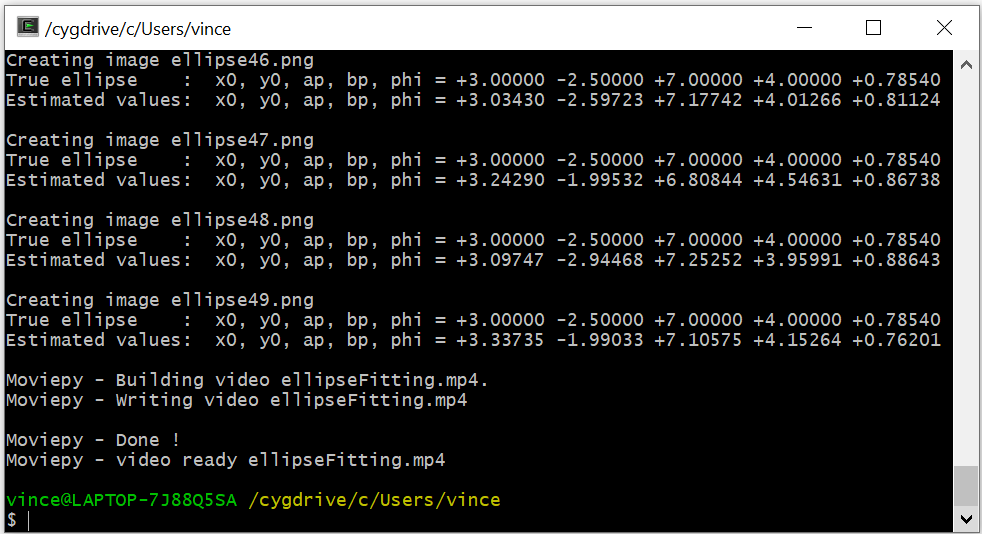 /cygdrive/c/Users/vince
Creating image ellipse46.png
True ellipse    :  x0, y0, ap, bp, phi = +3.00000 -2.50000 +7.00000 +4.00000 +0.78540
Estimated values:  x0, y0, ap, bp, phi = +3.03430 -2.59723 +7.17742 +4.01266 +0.81124
Creating image ellipse47.png
True ellipse    :  x0, y0, ap, bp, phi = +3.00000 -2.50000 +7.00000 +4.00000 +0.78540
Estimated values:  x0, y0, ap, bp, phi = +3.24290 -1.99532 +6.80844 +4.54631 +0.86738
Creating image ellipse48.png
True ellipse    :  x0, y0, ap, bp, phi = +3.00000 -2.50000 +7.00000 +4.00000 +0.78540
Estimated values:  x0, y0, ap, bp, phi = +3.09747 -2.94468 +7.25252 +3.95991 +0.88643
Creating image ellipse49.png
True ellipse    :  x0, y0, ap, bp, phi = +3.00000 -2.50000 +7.00000 +4.00000 +0.78540
Estimated values:  x0, y0, ap, bp, phi = +3.33735 -1.99033 +7.10575 +4.15264 +0.76201
Moviepy - Building video ellipseFitting.mp4.
Moviepy - Writing video ellipseFitting.mp4
Moviepy - Done !
Moviepy - video ready ellipseFitting.mp4
vince@LAPTOP-7J88Q5SA /cygdrive/c/Users/vince
$